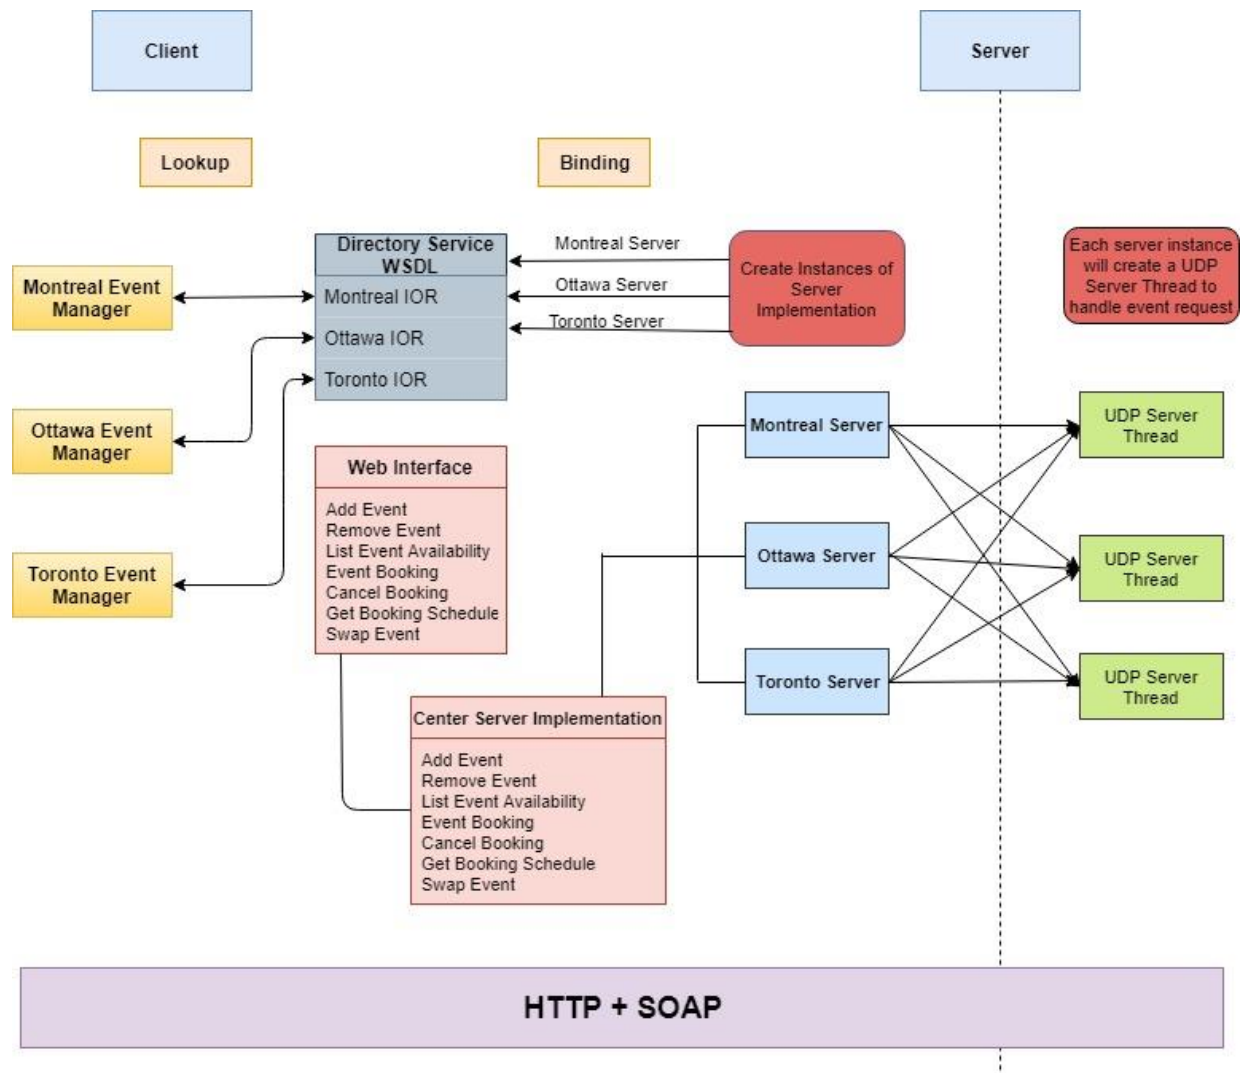 Client
Server
Lookup
Binding
Directory Service
WSDL
Montreal IOR
Ottawa IOR
Toronto IOR
Montreal Server
Ottawa Server
Toronto Server
Create Instances of
Server
Implementation
Each server instance
will create a UDP
Server Thread to
handle event request
Montreal Event
Manager
Ottawa Event
Manager
Toronto Event
Manager
Web Interface
Add Event
Remove Event
List Event Availability
Event Booking
Cancel Booking
Get Booking Schedule
Swap Event
Montreal Server
Ottawa Server
Toronto Server
UDP Server
Thread
UDP Server
Thread
UDP Server
Thread
Center Server Implementation
Add Event
Remove Event
List Event Availability
Event Booking
Cancel Booking
Get Booking Schedule
Swap Event
HTTP + SOAP